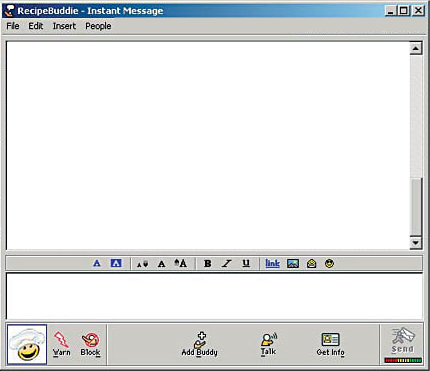 RecipeBuddie - Instant Message
File Edit Insert People
A A A A A B I U link
Warn Block Add Buddy Talk Get Info Send